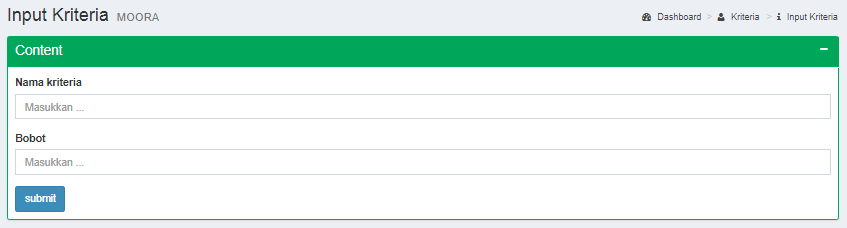 Input Kriteria MOORA
Dashboard > Kriteria > Input Kriteria
Content
Nama kriteria
Masukkan ...
Bobot
Masukkan ...
submit